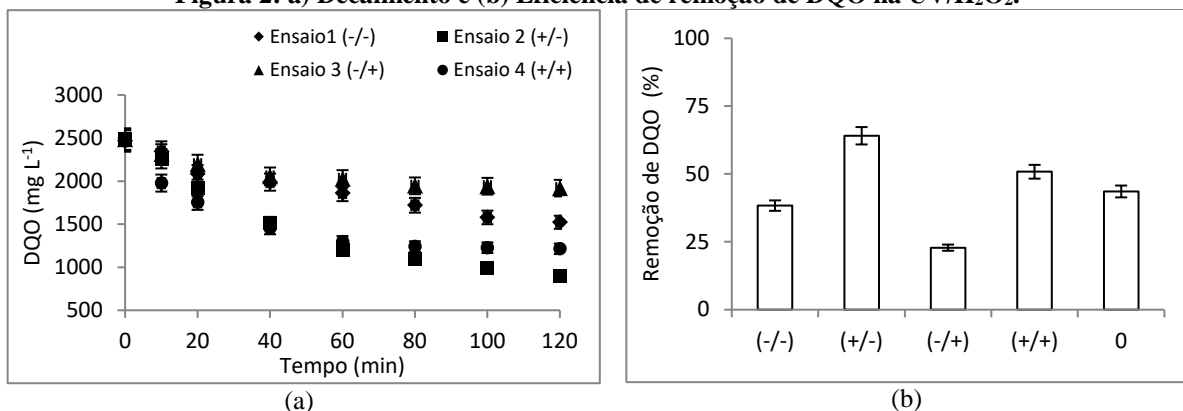 Figura 2: a) Decaimento e (b) Eficiência de remoção de DQO na UV/H₂O₂.
Ensaio1 (-/-)
Ensaio 2 (+/-)
Ensaio 3 (-/+)
Ensaio 4 (+/+)
3000
2500
2000
1500
1000
500
DQO (mg L⁻¹)
0
20
40
60
80
100
120
Tempo (min)
(a)
100
75
50
25
0
Remoção de DQO (%)
(-/-)
(+/-)
(-/+)
(+/+)
0
(b)